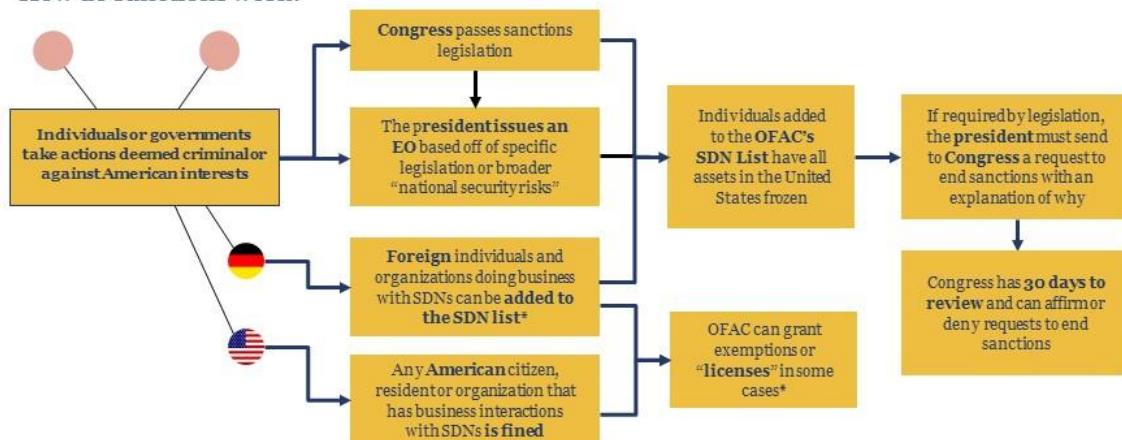 Individuals or governments
take actions deemed criminal or
against American interests
Congress passes sanctions
legislation
The president issues an
EO based off of specific
legislation or broader
“national security risks”
Foreign individuals and
organizations doing business
with SDNs can be added to
the SDN list*
Any American citizen,
resident or organization that
has business interactions
with SDNs is fined
Individuals added
to the OFAC's
SDN List have all
assets in the United
States frozen
OFAC can grant
exemptions or
“licenses” in some
cases*
If required by legislation,
the president must send
to Congress a request to
end sanctions with an
explanation of why
Congress has 30 days to
review and can affirm or
deny requests to end
sanctions